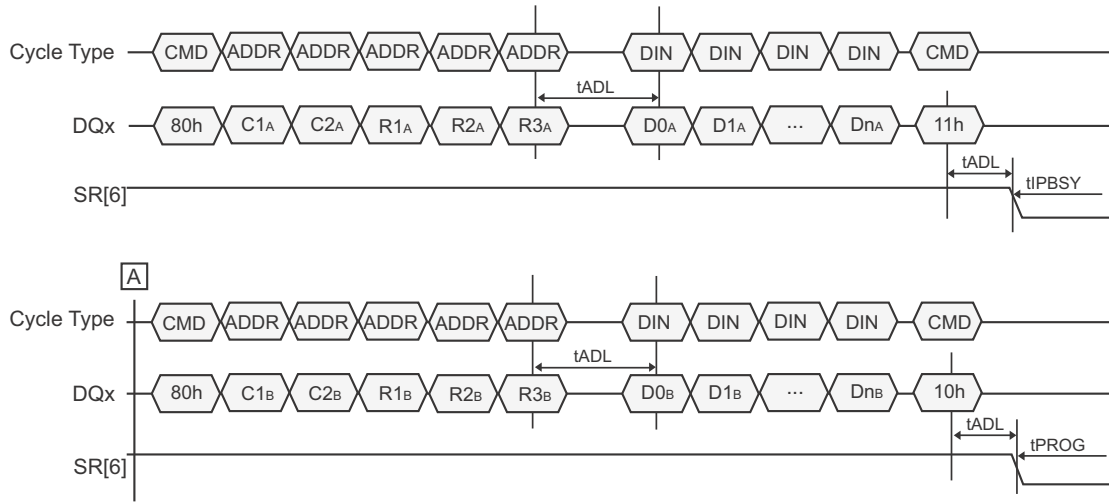 Cycle Type CMD ADDR ADDR ADDR ADDR ADDR DIN DIN DIN DIN CMD
tADL
DQx 80h C1A C2A R1A R2A R3A D0A D1A ... DnA 11h
tADL
SR[6] tIPBSY
A
Cycle Type CMD ADDR ADDR ADDR ADDR ADDR DIN DIN DIN DIN CMD
tADL
DQx 80h C1B C2B R1B R2B R3B D0B D1B ... DnB 10h
tADL
SR[6] tPROG